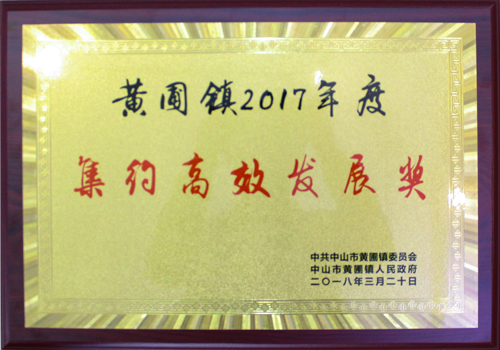 黄圃镇2017年度
集约高效发展奖
中共中山市黄圃镇委员会
中山市黄圃镇人民政府
二〇一八年三月二十日